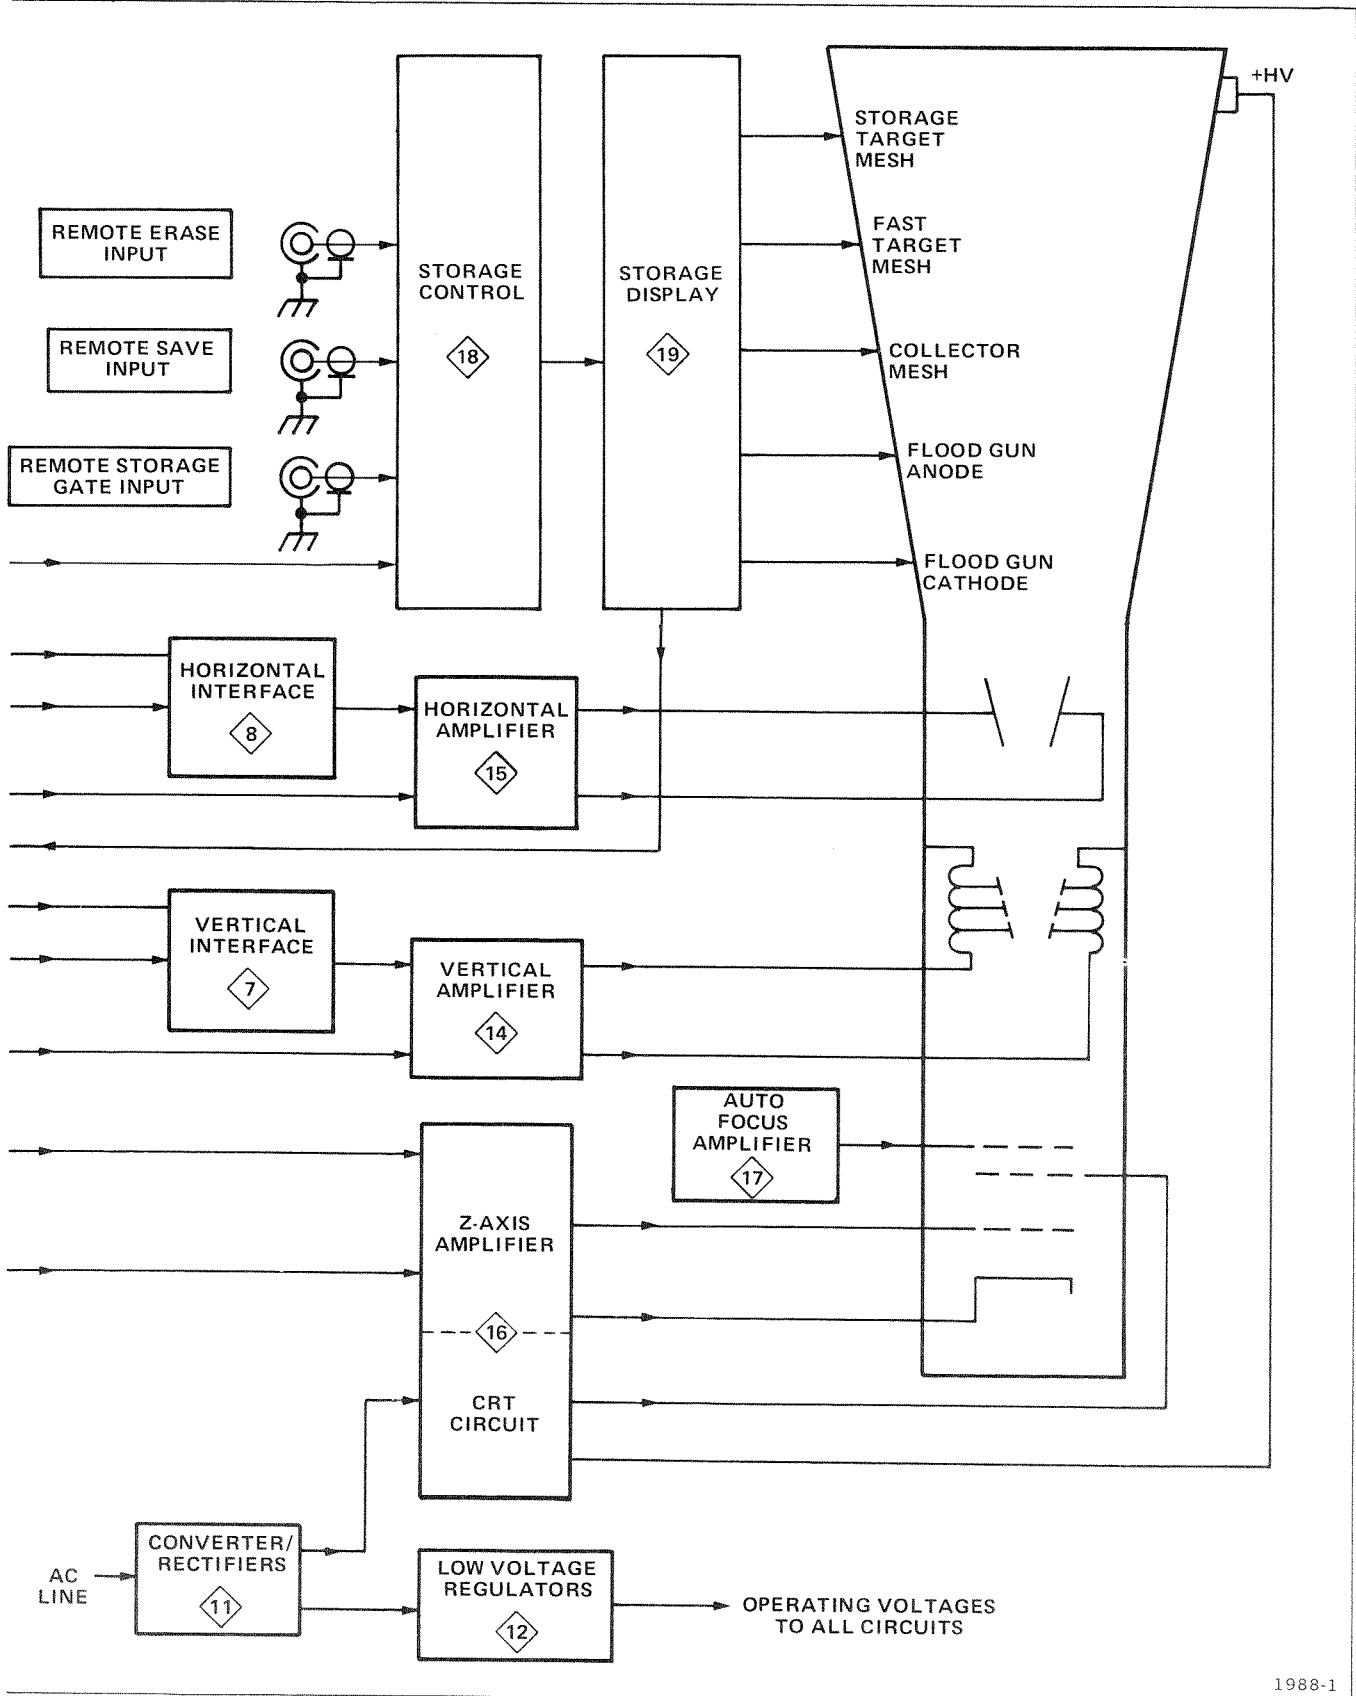 +HV
STORAGE
TARGET
MESH
REMOTE ERASE
INPUT
FAST
TARGET
MESH
STORAGE
CONTROL
18
STORAGE
DISPLAY
19
REMOTE SAVE
INPUT
COLLECTOR
MESH
REMOTE STORAGE
GATE INPUT
FLOOD GUN
ANODE
FLOOD GUN
CATHODE
HORIZONTAL
INTERFACE
8
HORIZONTAL
AMPLIFIER
15
VERTICAL
INTERFACE
7
VERTICAL
AMPLIFIER
14
AUTO
FOCUS
AMPLIFIER
17
Z-AXIS
AMPLIFIER
16
CRT
CIRCUIT
AC
LINE
CONVERTER/
RECTIFIERS
11
LOW VOLTAGE
REGULATORS
12
OPERATING VOLTAGES
TO ALL CIRCUITS
1988-1